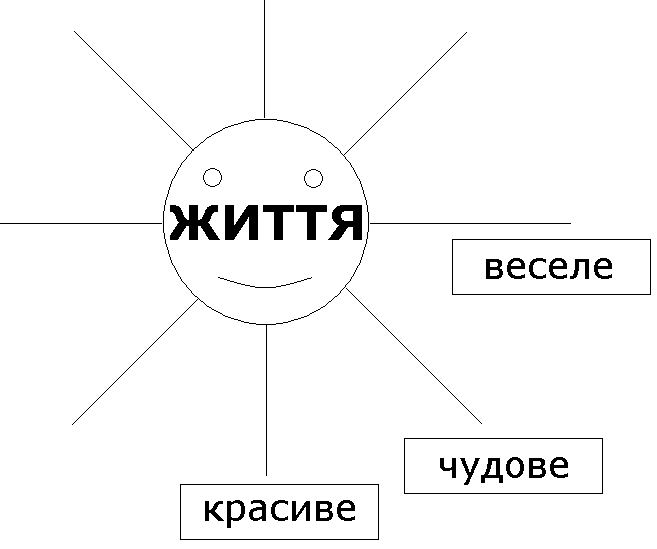 ЖИТТЯ
веселе
чудове
красиве